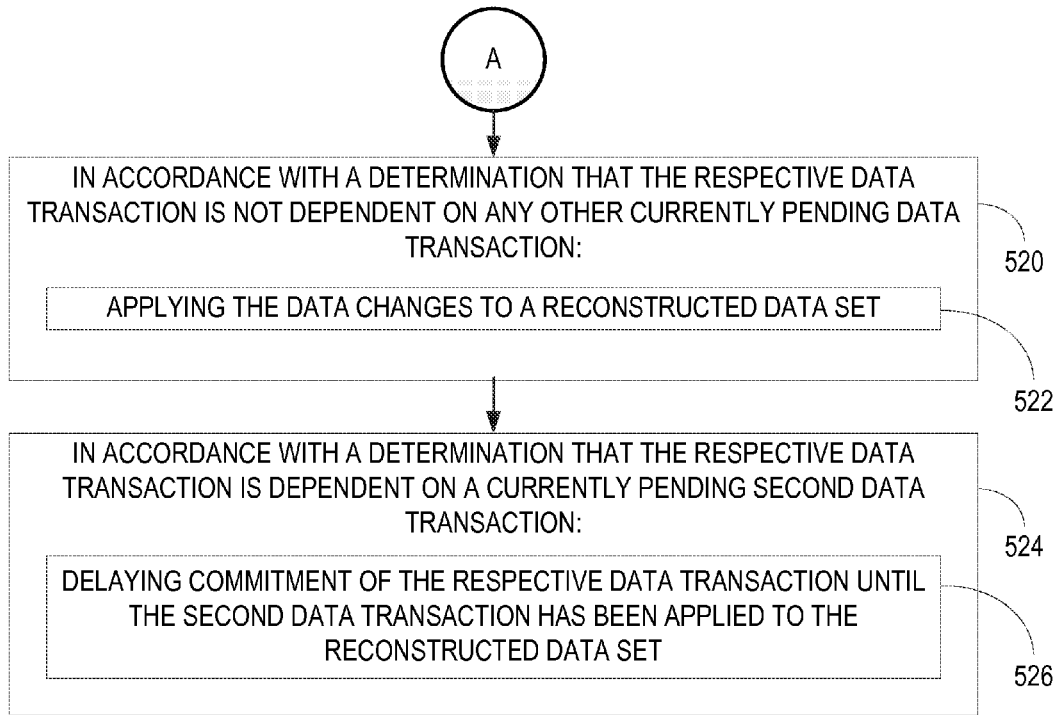 A
IN ACCORDANCE WITH A DETERMINATION THAT THE RESPECTIVE DATA
TRANSACTION IS NOT DEPENDENT ON ANY OTHER CURRENTLY PENDING DATA
TRANSACTION:
520
APPLYING THE DATA CHANGES TO A RECONSTRUCTED DATA SET
522
IN ACCORDANCE WITH A DETERMINATION THAT THE RESPECTIVE DATA
TRANSACTION IS DEPENDENT ON A CURRENTLY PENDING SECOND DATA
TRANSACTION:
524
DELAYING COMMITMENT OF THE RESPECTIVE DATA TRANSACTION UNTIL
THE SECOND DATA TRANSACTION HAS BEEN APPLIED TO THE
RECONSTRUCTED DATA SET
526